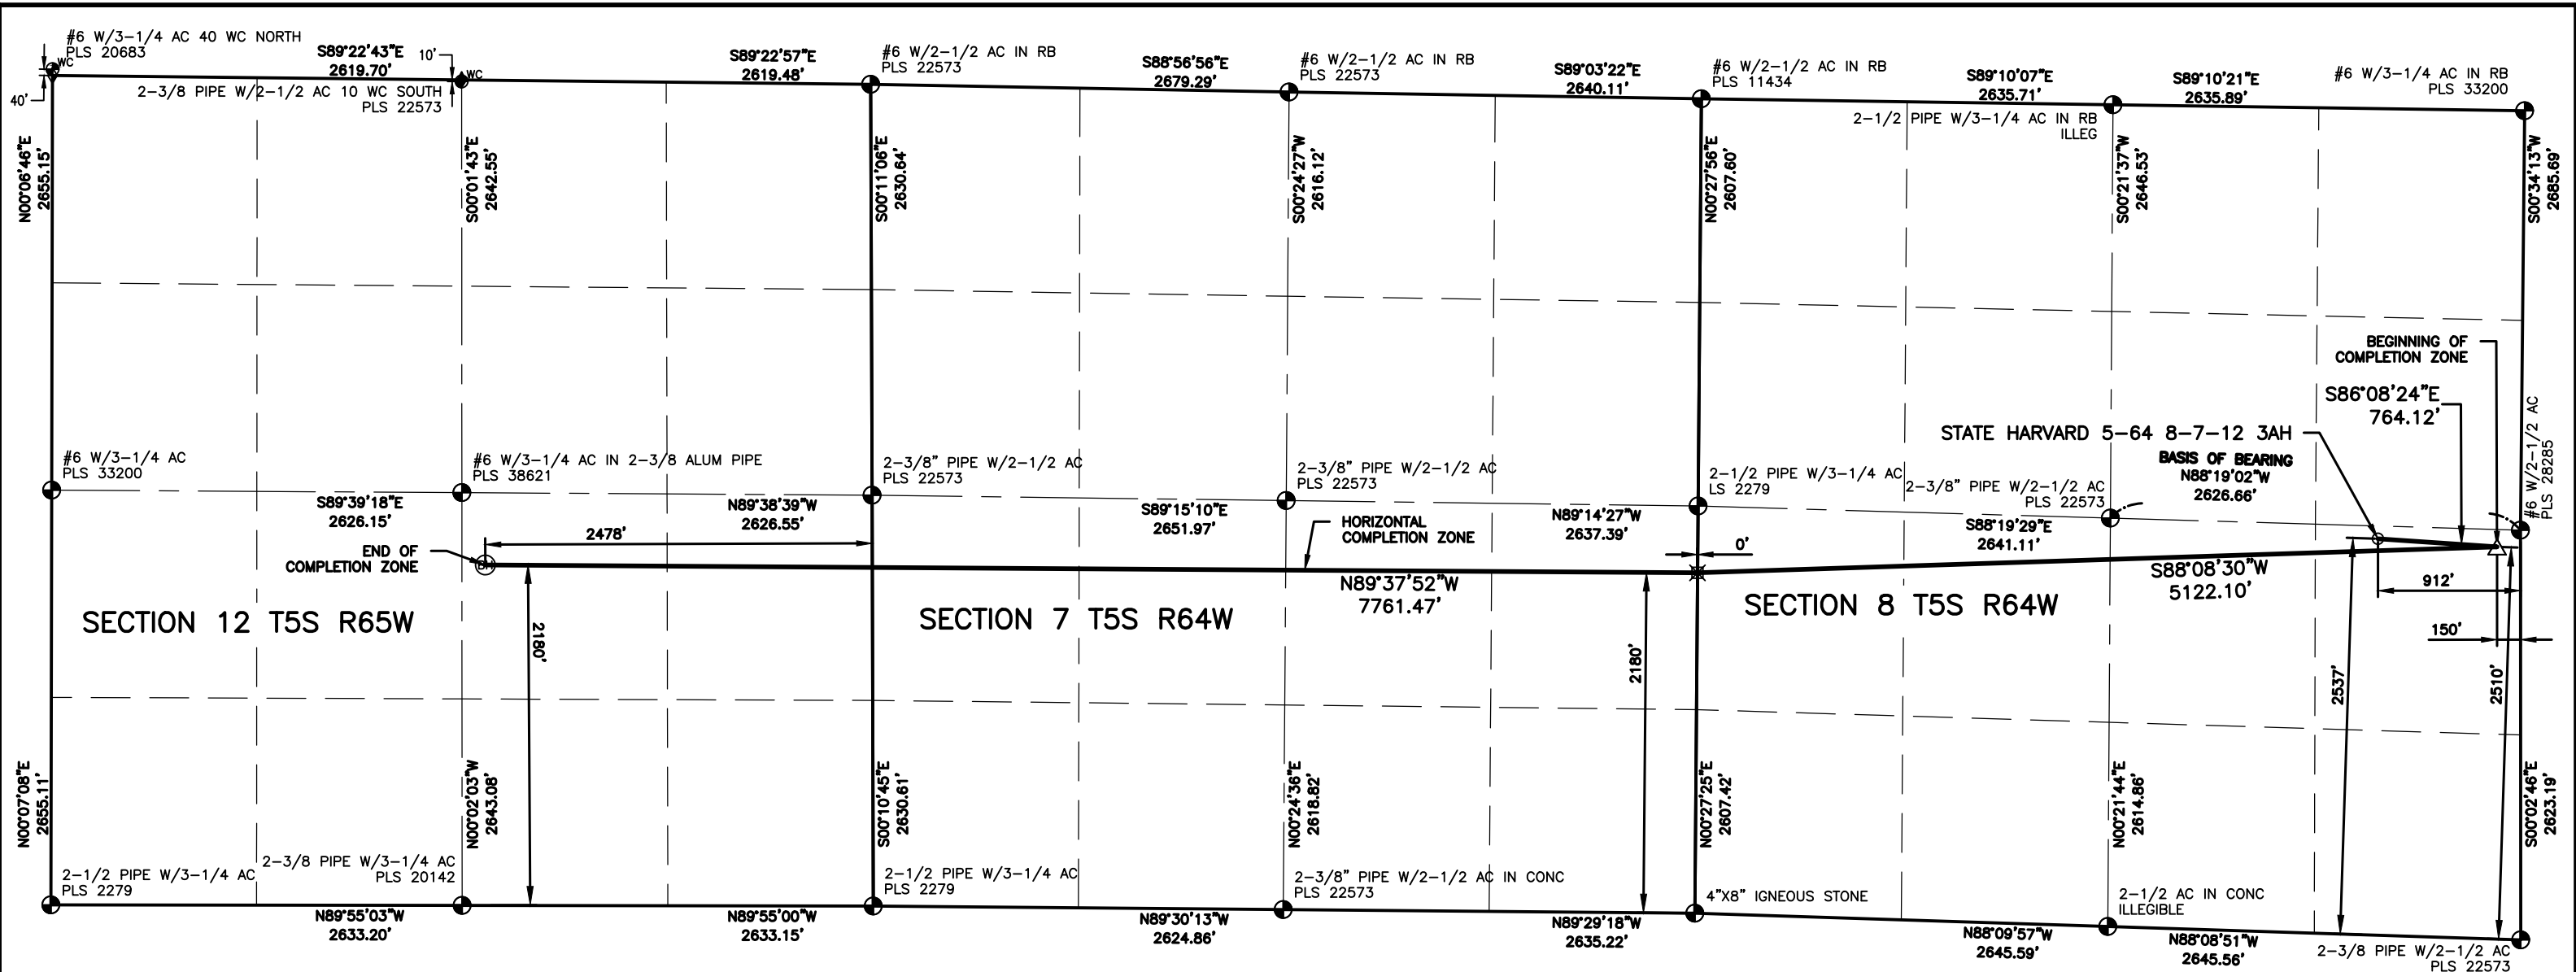 #6 W/3-1/4 AC 40 WC NORTH
PLS 20683
WC
40'
S89°22'43"E
2619.70'
10'
WC
2-3/8 PIPE W/2-1/2 AC 10 WC SOUTH
PLS 22573
S89°22'57"E
2619.48'
#6 W/2-1/2 AC IN RB
PLS 22573
S88°56'56"E
2679.29'
#6 W/2-1/2 AC IN RB
PLS 22573
S89°03'22"E
2640.11'
#6 W/2-1/2 AC IN RB
PLS 11434
S89°10'07"E
2635.71'
2-1/2 PIPE W/3-1/4 AC IN RB
ILLEG
S89°10'21"E
2635.89'
#6 W/3-1/4 AC IN RB
PLS 33200
N00°06'46"E
2655.15'
S00°01'43"E
2642.55'
S00°11'06"E
2630.64'
S00°24'27"W
2616.12'
N00°27'56"E
2607.60'
S00°21'37"W
2646.53'
S00°34'13"W
2685.69'
BEGINNING OF
COMPLETION ZONE
S86°08'24"E
764.12'
STATE HARVARD 5-64 8-7-12 3AH
BASIS OF BEARING
N88°19'02"W
2626.66'
#6 W/2-1/2 AC
PLS 28285
#6 W/3-1/4 AC
PLS 33200
S89°39'18"E
2626.15'
#6 W/3-1/4 AC IN 2-3/8 ALUM PIPE
PLS 38621
N89°38'39"W
2626.55'
2-3/8" PIPE W/2-1/2 AC
PLS 22573
S89°15'10"E
2651.97'
2-3/8" PIPE W/2-1/2 AC
PLS 22573
N89°14'27"W
2637.39'
2-1/2 PIPE W/3-1/4 AC
LS 2279
2-3/8" PIPE W/2-1/2 AC
PLS 22573
S88°19'29"E
2641.11'
END OF
COMPLETION ZONE
BH
2478'
HORIZONTAL
COMPLETION ZONE
0'
N89°37'52"W
7761.47'
S88°08'30"W
5122.10'
912'
150'
SECTION 12 T5S R65W
SECTION 7 T5S R64W
SECTION 8 T5S R64W
2180'
2180'
2537'
2510'
N00°07'08"E
2655.11'
N00°02'03"W
2643.08'
S00°10'45"E
2630.61'
N00°24'36"E
2618.82'
N00°27'25"E
2607.42'
N00°21'44"E
2614.86'
S00°02'46"E
2623.19'
2-1/2 PIPE W/3-1/4 AC
PLS 2279
2-3/8 PIPE W/3-1/4 AC
PLS 20142
2-1/2 PIPE W/3-1/4 AC
PLS 2279
2-3/8" PIPE W/2-1/2 AC IN CONC
PLS 22573
4"X8" IGNEOUS STONE
2-1/2 AC IN CONC
ILLEGIBLE
N89°55'03"W
2633.20'
N89°55'00"W
2633.15'
N89°30'13"W
2624.86'
N89°29'18"W
2635.22'
N88°09'57"W
2645.59'
N88°08'51"W
2645.56'
2-3/8 PIPE W/2-1/2 AC
PLS 22573